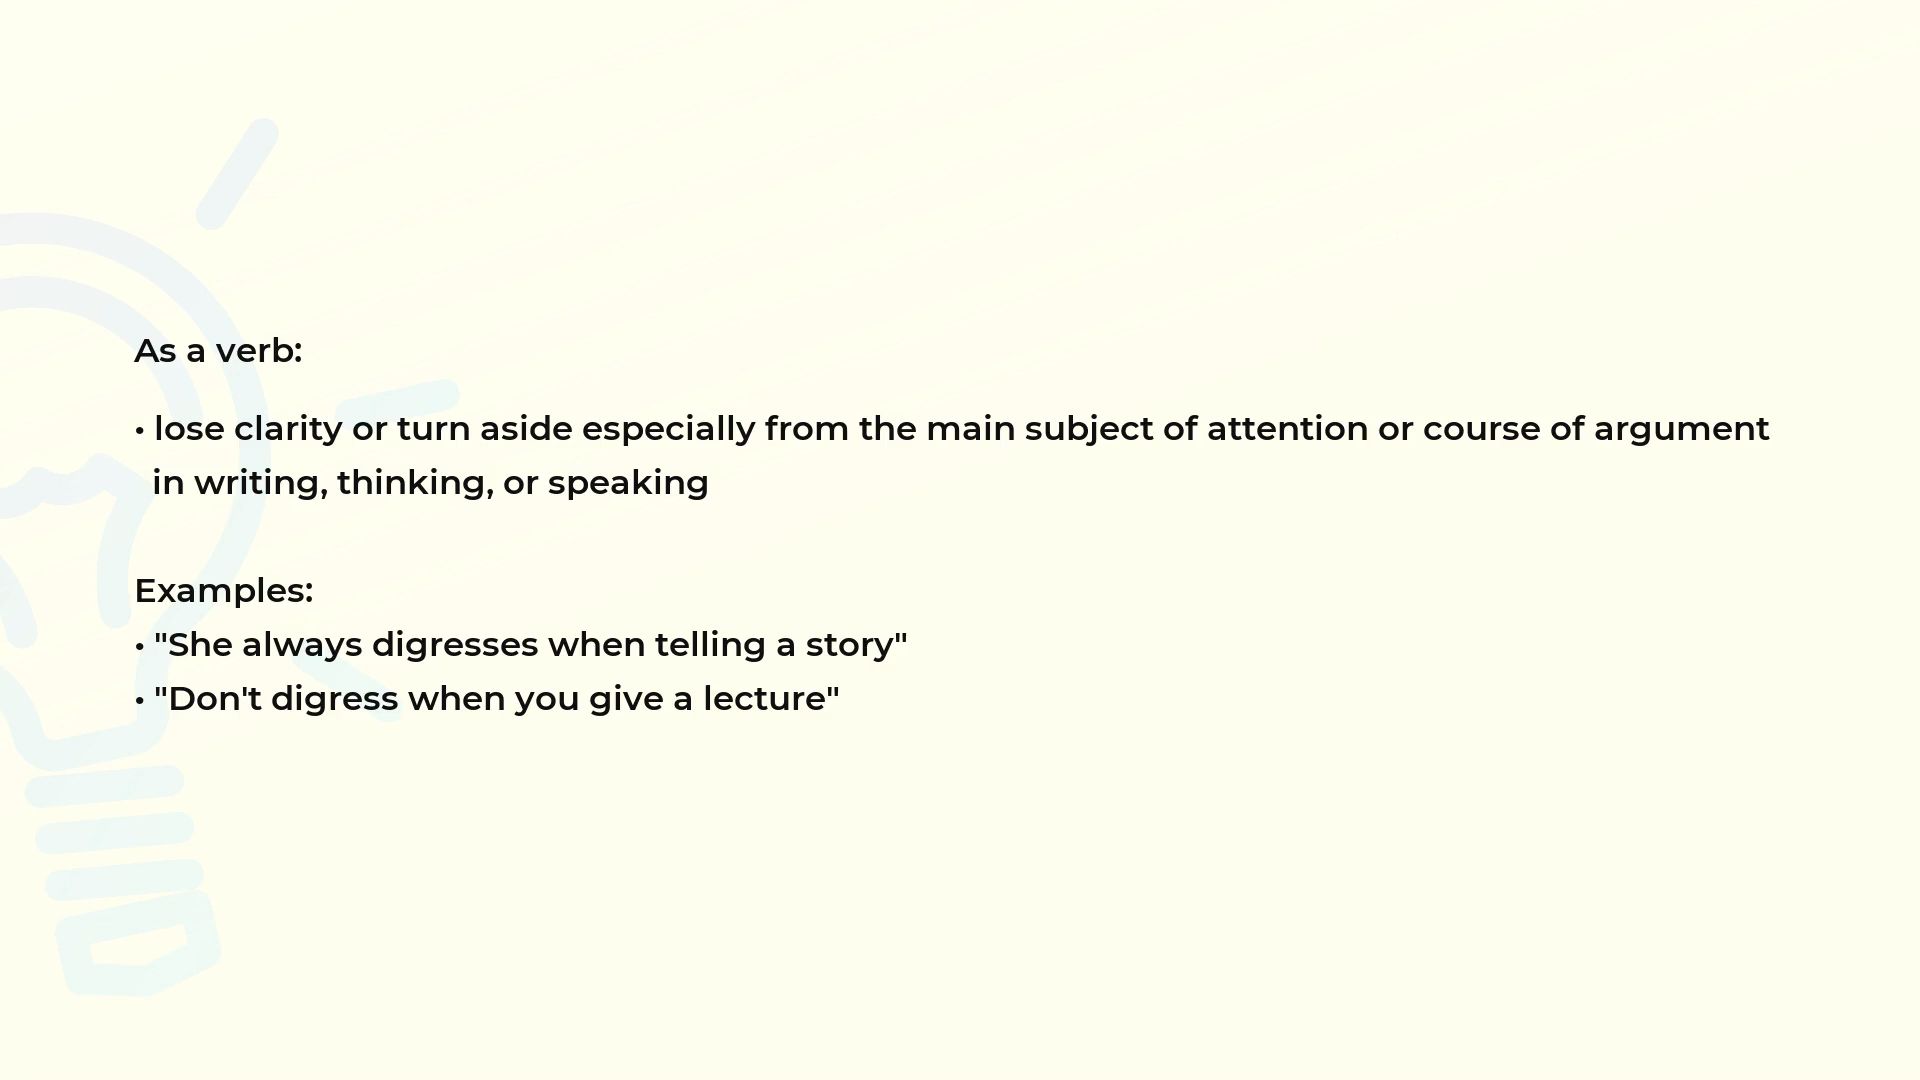 As a verb:
• lose clarity or turn aside especially from the main subject of attention or course of argument
in writing, thinking, or speaking
Examples:
• "She always digresses when telling a story"
• "Don't digress when you give a lecture"